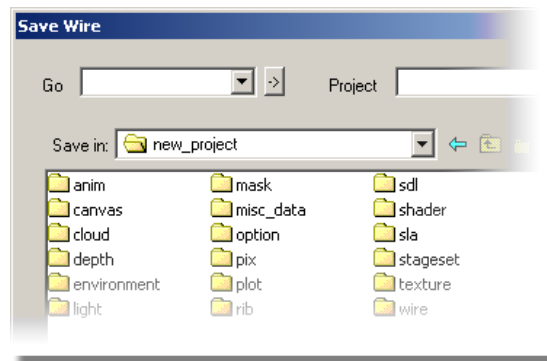 Save Wire
Go -> Project
Save in: new_project
anim mask sdl
canvas misc_data shader
cloud option sla
depth pix stageset
environment plot texture
light rib wire